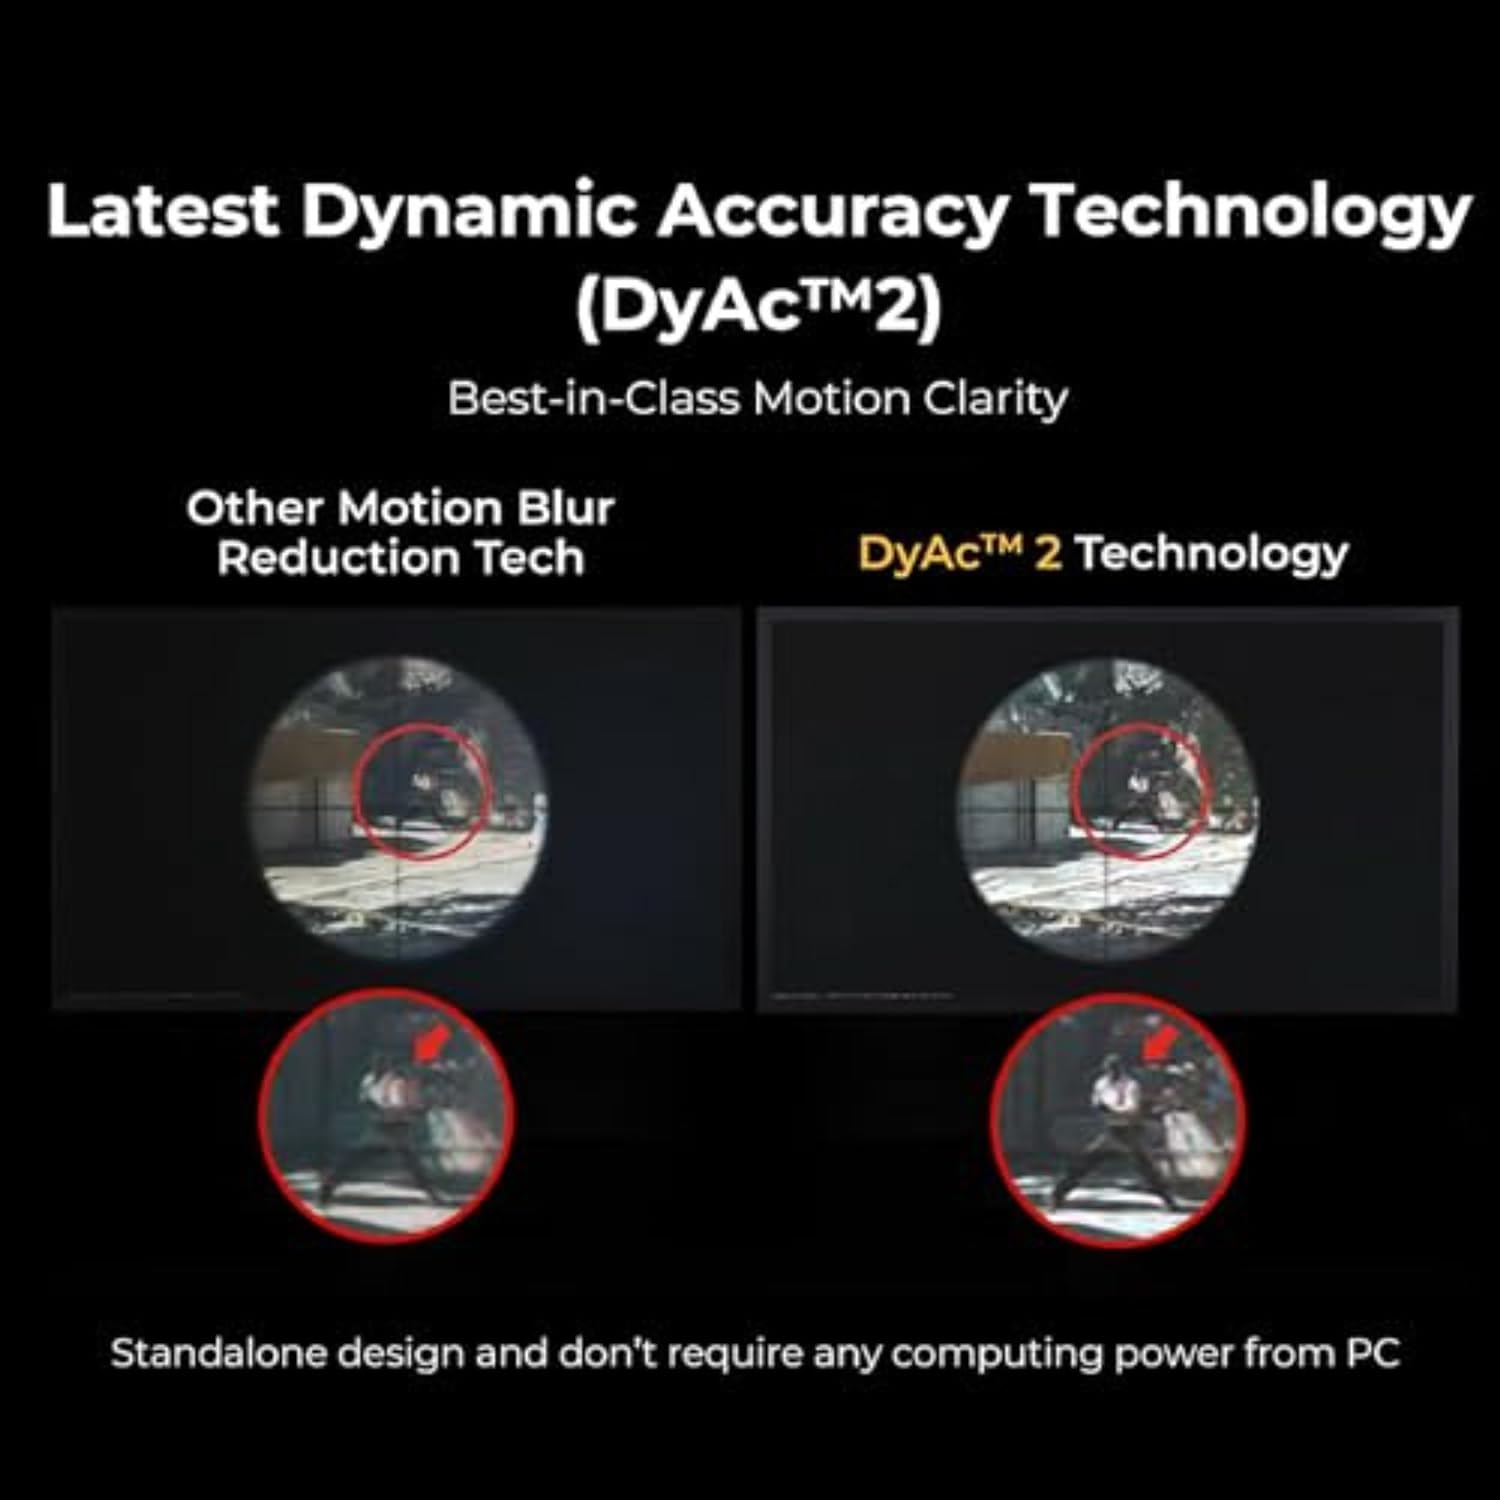 Latest Dynamic Accuracy Technology
(DyAc™2)
Best-in-Class Motion Clarity
Other Motion Blur
Reduction Tech
DyAc™ 2 Technology
Standalone design and don't require any computing power from PC